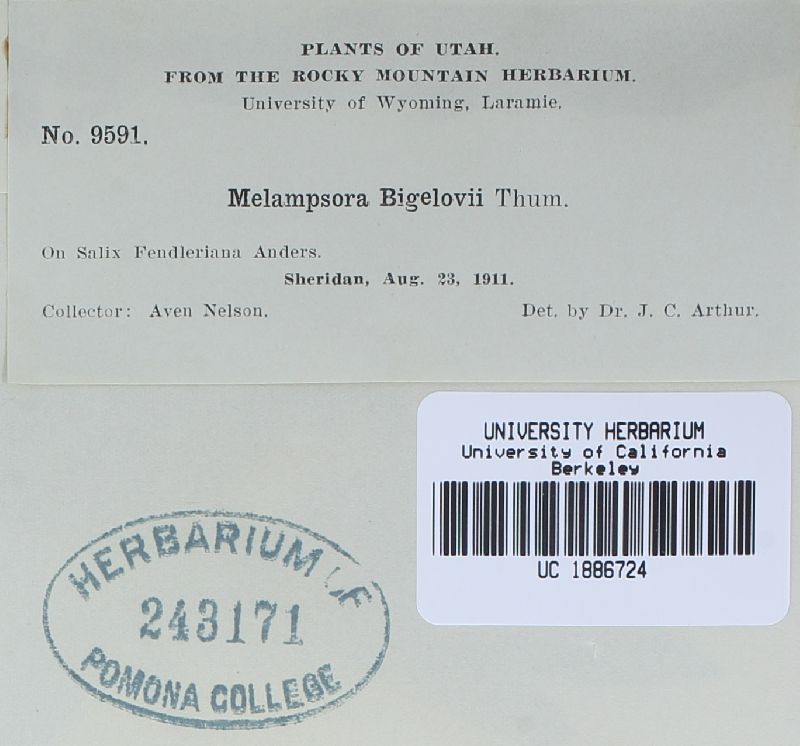 PLANTS OF UTAH.
FROM THE ROCKY MOUNTAIN HERBARIUM.
University of Wyoming, Laramie.
No. 9591.
Melampsora Bigelovii Thum.
On Salix Fendleriana Anders.
Sheridan, Aug. 23, 1911.
Collector: Aven Nelson.
Det. by Dr. J. C. Arthur.
UNIVERSITY HERBARIUM
University of California
Berkeley
UC 1886724
HERBARIUM OF
243171
POMONA COLLEGE